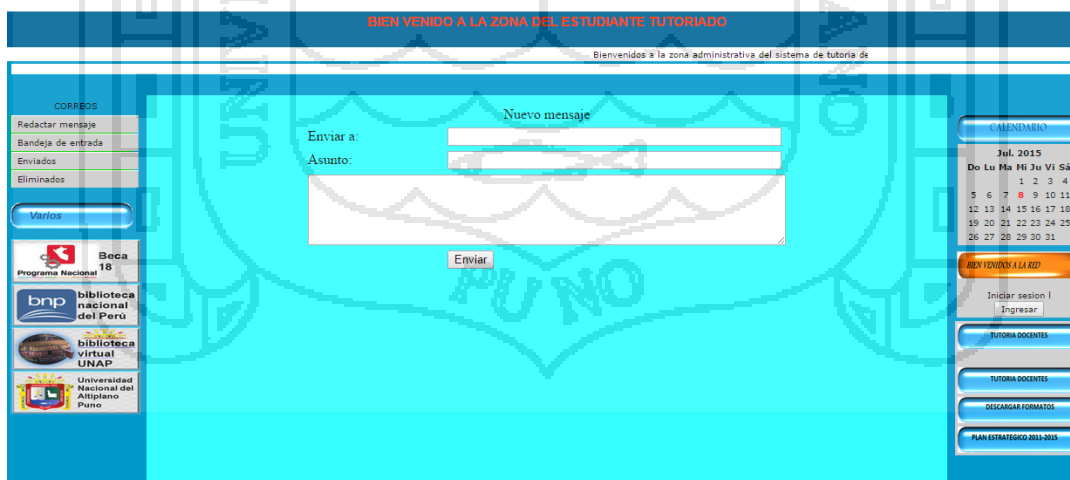 BIEN VENIDO A LA ZONA DEL ESTUDIANTE TUTORIADO
Bienvenidos a la zona administrativa del sistema de tutoria de
CORREOS
Redactar mensaje
Bandeja de entrada
Enviados
Eliminados
Varios
Beca
18
Programa Nacional
bnp
biblioteca
nacional
del Perú
biblioteca
virtual
UNAP
Universidad
Nacional del
Altiplano
Puno
Nuevo mensaje
Enviar a:
Asunto:
Enviar
UNIV
ANO
PUNO
CALENDARIO
Jul. 2015
Do Lu Ma Mi Ju Vi Sá
1 2 3 4
5 6 7 8 9 10 11
12 13 14 15 16 17 18
19 20 21 22 23 24 25
26 27 28 29 30 31
BIEN VENIDOS A LA RED
Iniciar sesion l
Ingresar
TUTORIA DOCENTES
TUTORIA DOCENTES
DESCARGAR FORMATOS
PLAN ESTRATEGICO 2011-2015